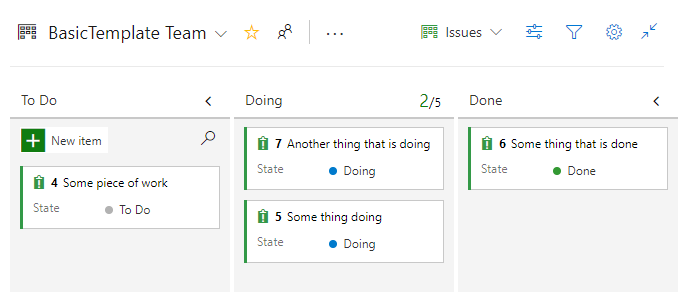 BasicTemplate Team
Issues
To Do
New item
4 Some piece of work
State To Do
Doing 2/5
7 Another thing that is doing
State Doing
5 Some thing doing
State Doing
Done
6 Some thing that is done
State Done